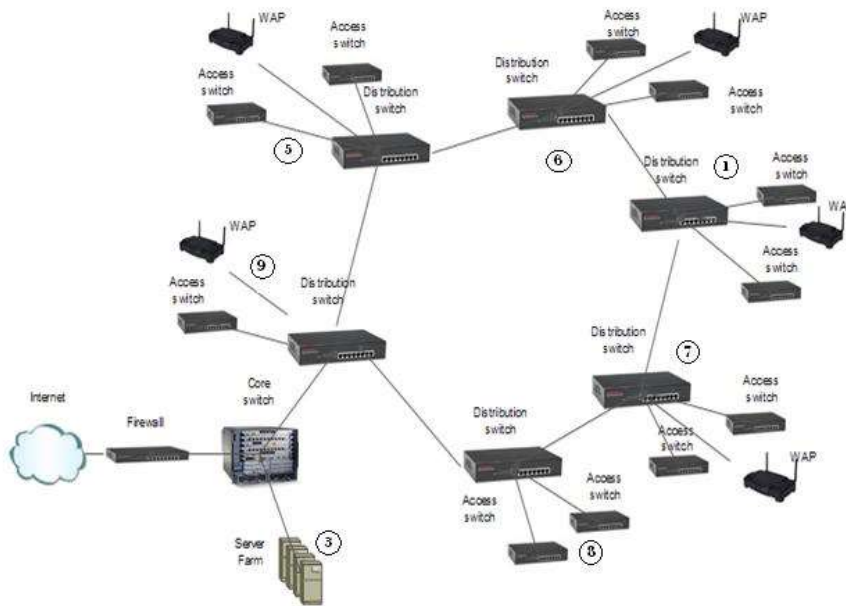 WAP
Access
switch
Access
switch
Distribution
switch
5
Access
switch
WAP
Distribution
switch
Access
switch
6
1
Distribution
switch
Access
switch
WA
Access
switch
WAP
9
Access
switch
Distribution
switch
Distribution
switch
7
Core
switch
Internet
Firewall
Distribution
switch
Access
switch
Access
switch
WAP
Access
switch
Access
switch
8
Server
Farm
3